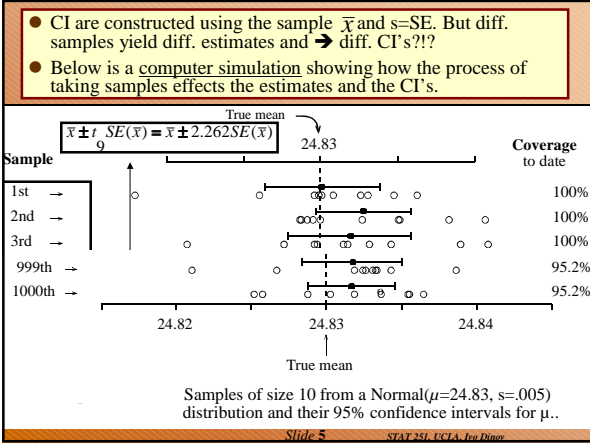 ● CI are constructed using the sample x̄ and s=SE. But diff.
samples yield diff. estimates and ➔ diff. CI's?!?
● Below is a computer simulation showing how the process of
taking samples effects the estimates and the CI's.
True mean
x̄ ± t₉ SE(x̄) = x̄ ± 2.262SE(x̄)
24.83
Sample
Coverage
to date
1st → 100%
2nd → 100%
3rd → 100%
999th → 95.2%
1000th → 95.2%
24.82 24.83 24.84
True mean
Samples of size 10 from a Normal(μ=24.83, s=.005)
distribution and their 95% confidence intervals for μ..
Slide 5 STAT 251, UCLA, Ivo Dinov